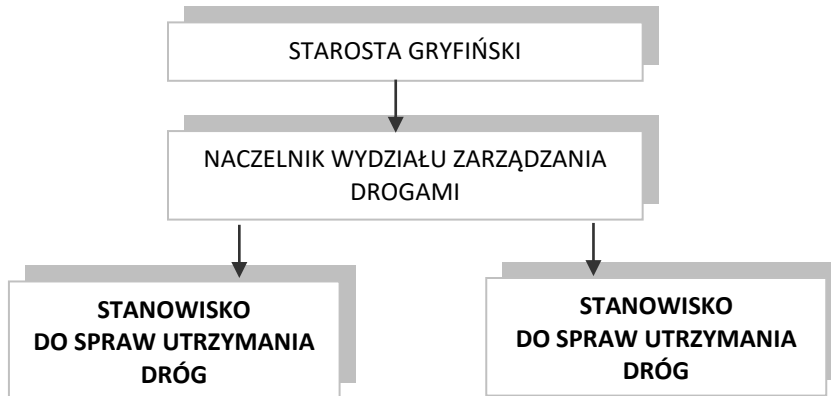 STAROSTA GRYFIŃSKI
NACZELNIK WYDZIAŁU ZARZĄDZANIA
DROGAMI
STANOWISKO
DO SPRAW UTRZYMANIA
DRÓG
STANOWISKO
DO SPRAW UTRZYMANIA
DRÓG